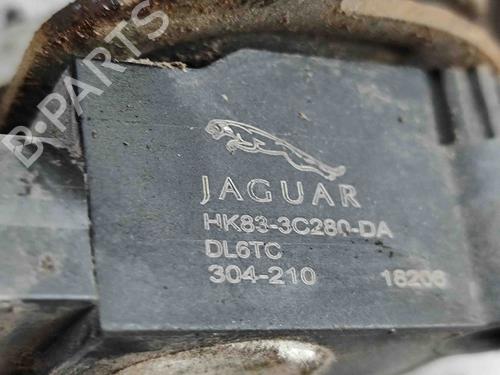 B-PARTS
JAGUAR
HK83-3C280-DA
DL6TC
304-210 16206